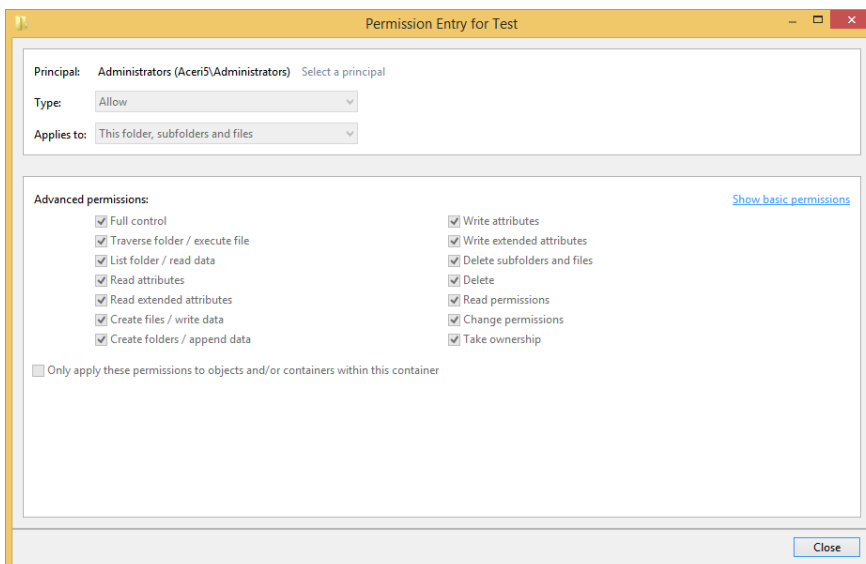 Permission Entry for Test
Principal: Administrators (Aceri5\Administrators) Select a principal
Type: Allow
Applies to: This folder, subfolders and files
Advanced permissions: Show basic permissions
Full control Write attributes
Traverse folder / execute file Write extended attributes
List folder / read data Delete subfolders and files
Read attributes Delete
Read extended attributes Read permissions
Create files / write data Change permissions
Create folders / append data Take ownership
Only apply these permissions to objects and/or containers within this container
Close